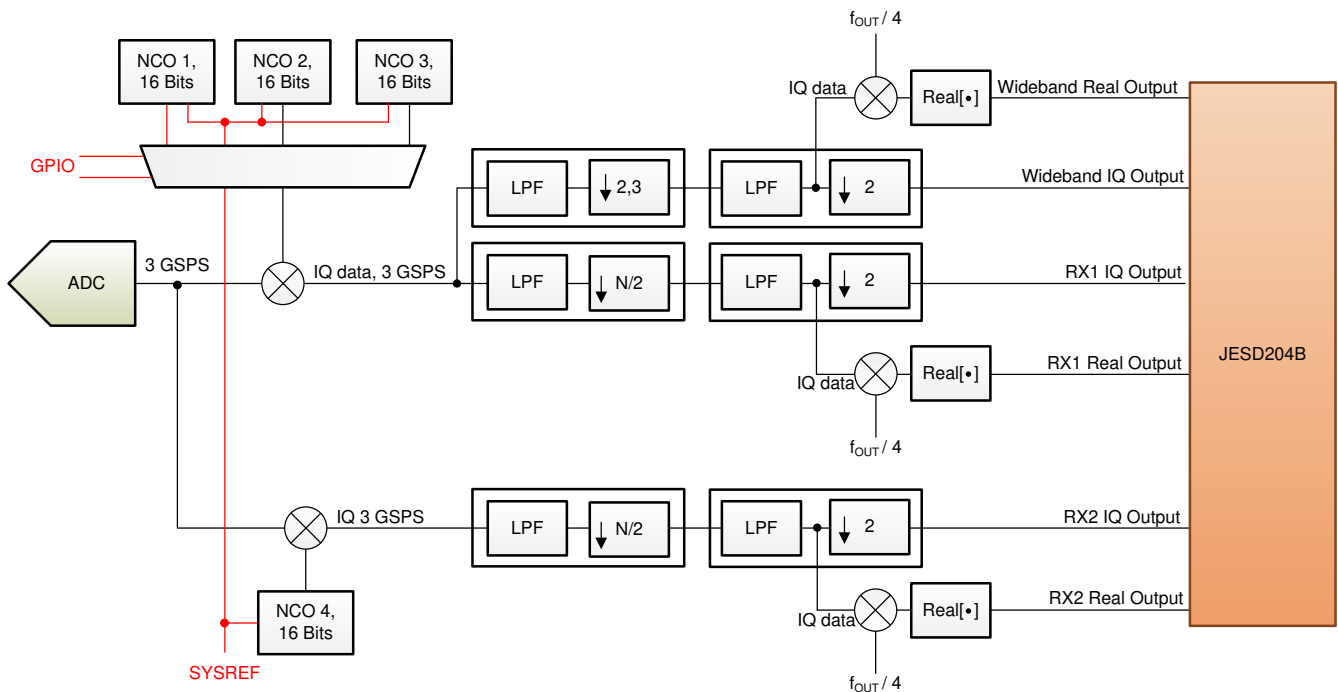 f_OUT / 4
NCO 1,
16 Bits
NCO 2,
16 Bits
NCO 3,
16 Bits
IQ data
Real[•]
Wideband Real Output
GPIO
LPF
2,3
LPF
2
Wideband IQ Output
ADC
3 GSPS
IQ data, 3 GSPS
LPF
N/2
LPF
2
RX1 IQ Output
JESD204B
IQ data
Real[•]
RX1 Real Output
f_OUT / 4
IQ 3 GSPS
LPF
N/2
LPF
2
RX2 IQ Output
NCO 4,
16 Bits
IQ data
Real[•]
RX2 Real Output
SYSREF
f_OUT / 4